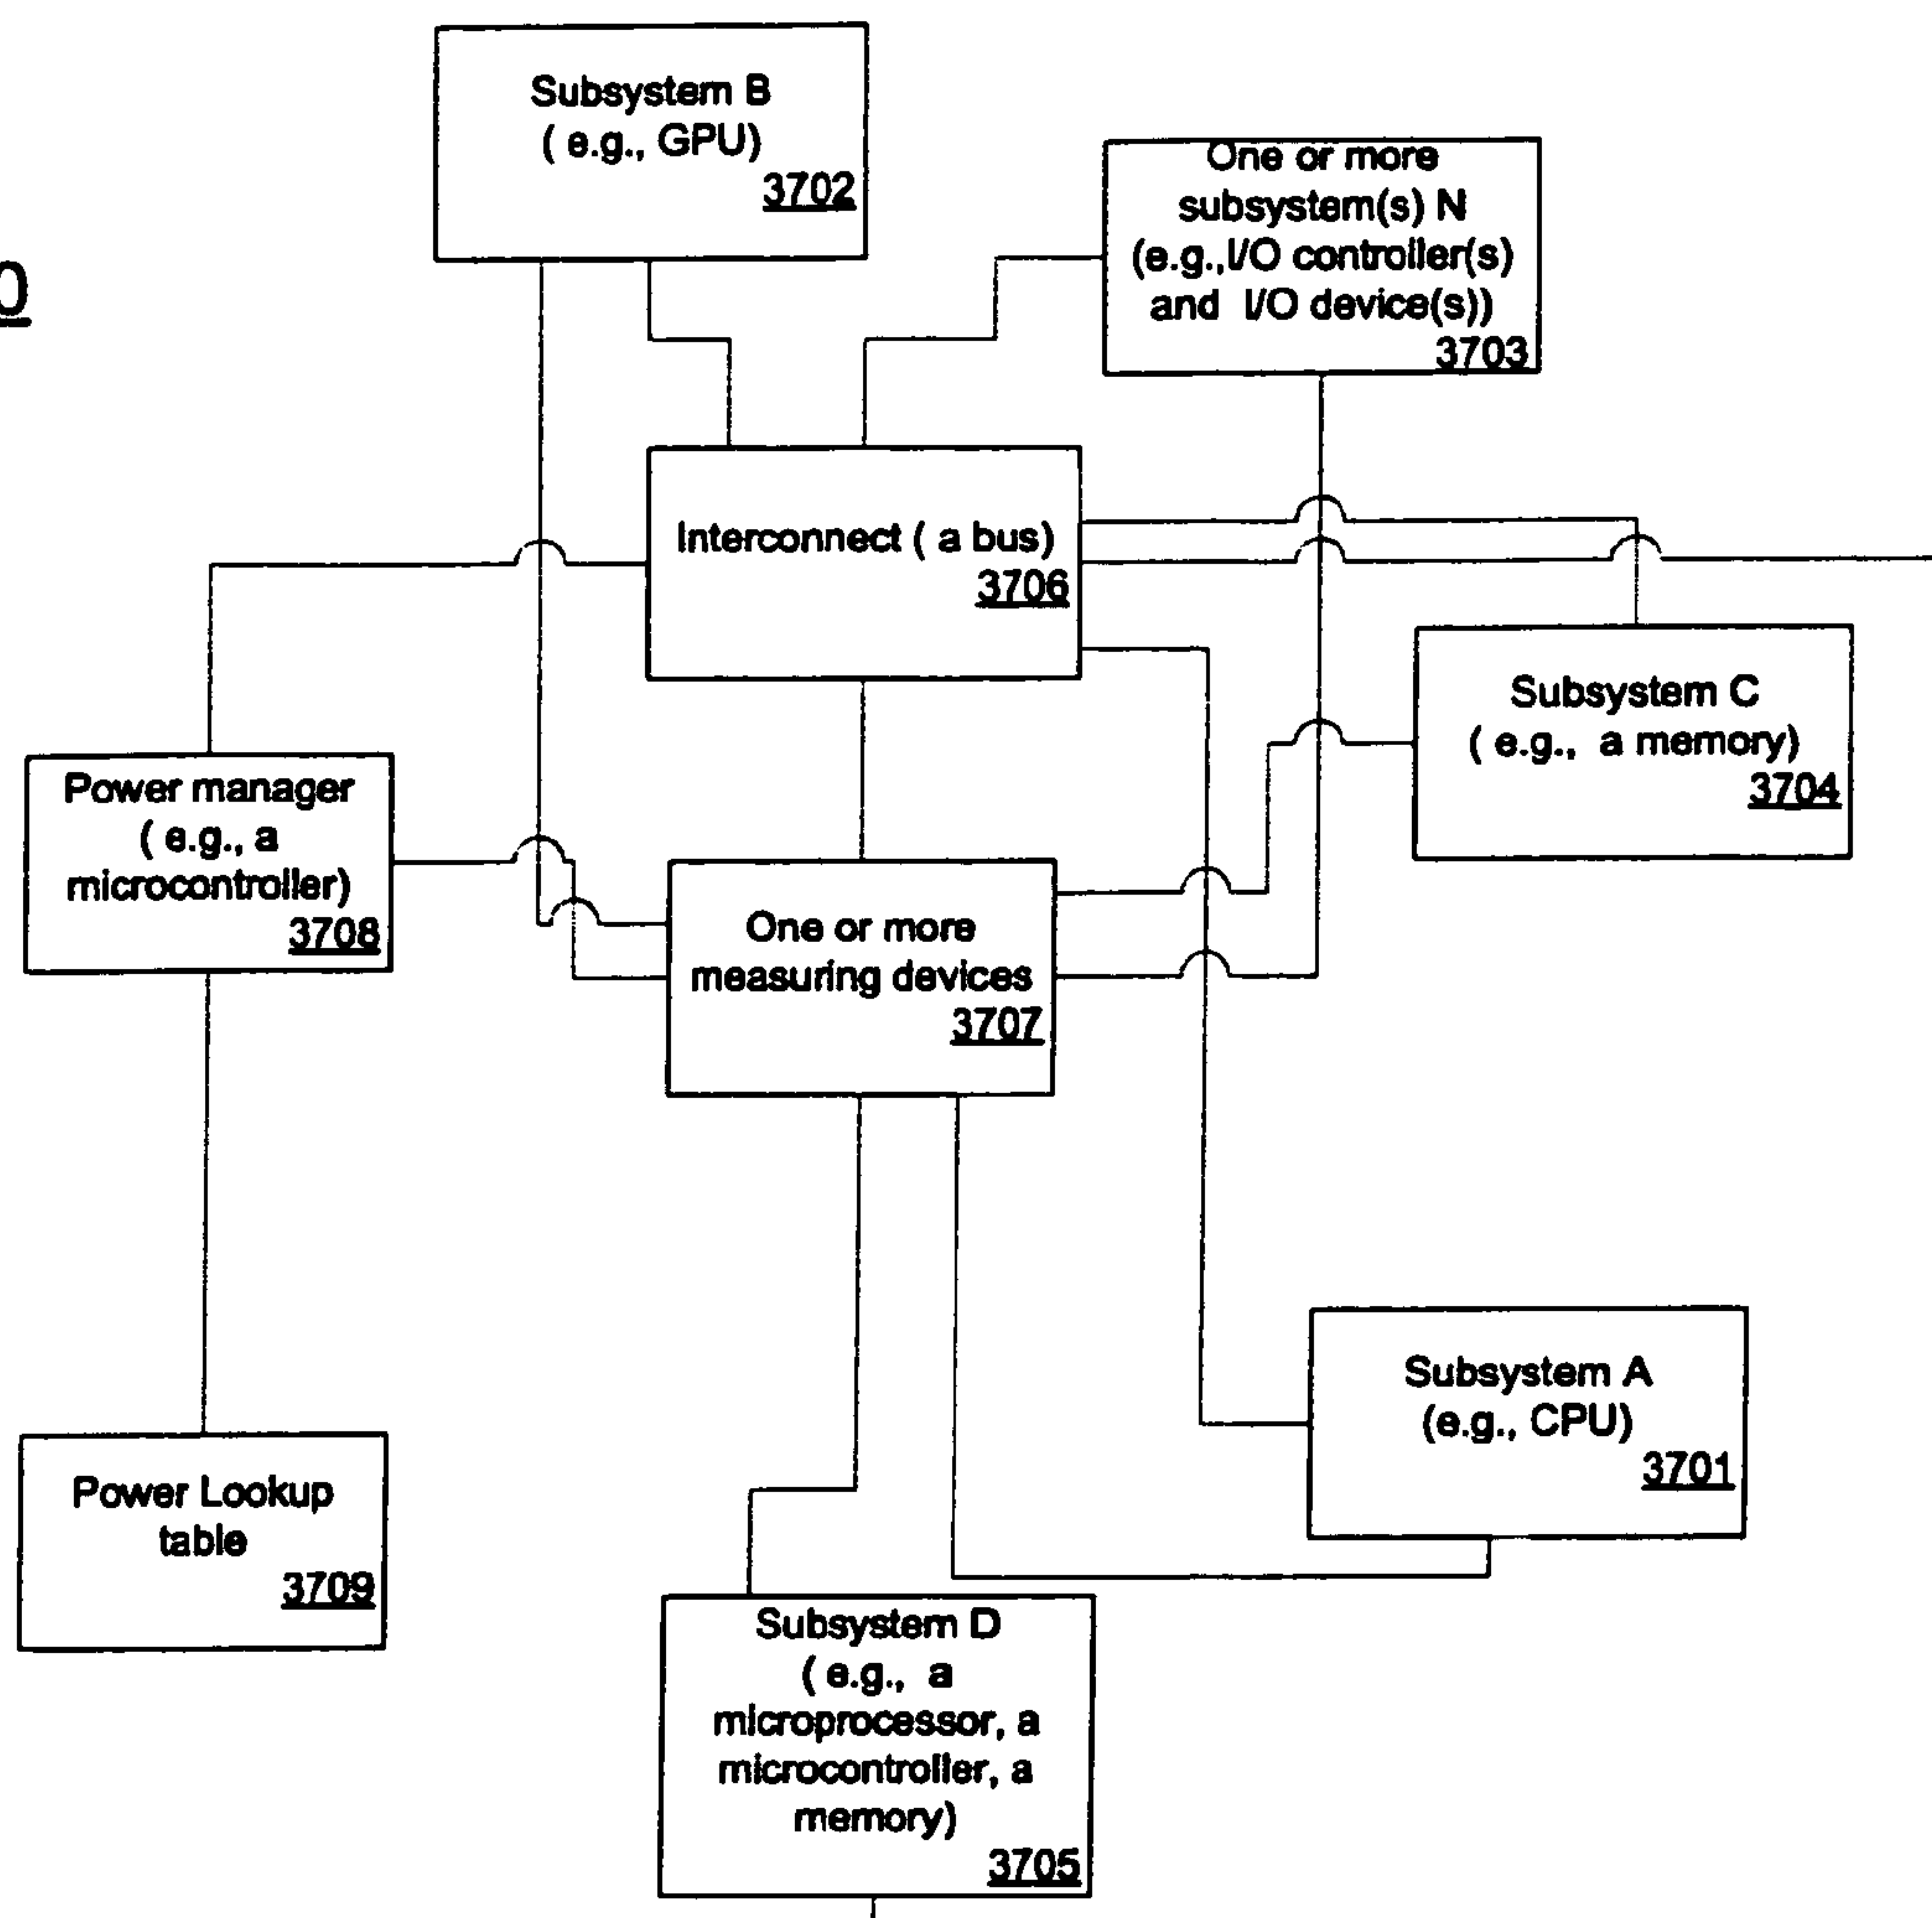 Subsystem B
( e.g., GPU)
3702
One or more
subsystem(s) N
(e.g.,I/O controller(s)
and I/O device(s))
3703
0
Interconnect ( a bus)
3706
Subsystem C
( e.g., a memory)
3704
Power manager
( e.g., a
microcontroller)
3708
One or more
measuring devices
3707
Subsystem A
(e.g., CPU)
3701
Power Lookup
table
3709
Subsystem D
( e.g., a
microprocessor, a
microcontroller, a
memory)
3705